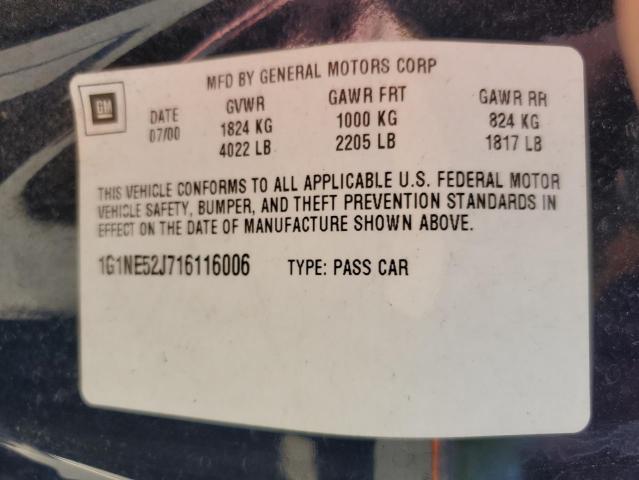 MFD BY GENERAL MOTORS CORP
GM
DATE GVWR GAWR FRT GAWR RR
07/00 1824 KG 1000 KG 824 KG
4022 LB 2205 LB 1817 LB
THIS VEHICLE CONFORMS TO ALL APPLICABLE U.S. FEDERAL MOTOR
VEHICLE SAFETY, BUMPER, AND THEFT PREVENTION STANDARDS IN
EFFECT ON THE DATE OF MANUFACTURE SHOWN ABOVE.
1G1NE52J716116006 TYPE: PASS CAR